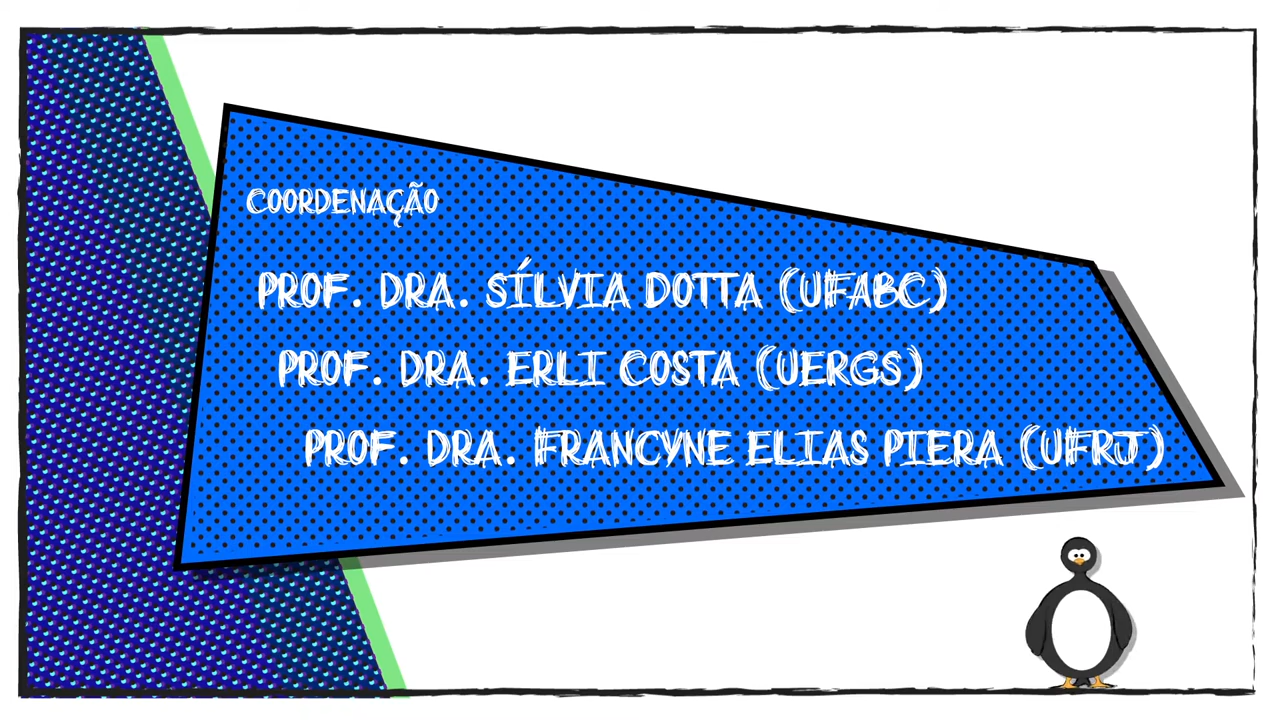 COORDENAÇÃO
PROF. DRA. SÍLVIA DOTTA (UFABC)
PROF. DRA. ERLI COSTA (UERGS)
PROF. DRA. FRANCYNE ELIAS PIERA (UFRJ)